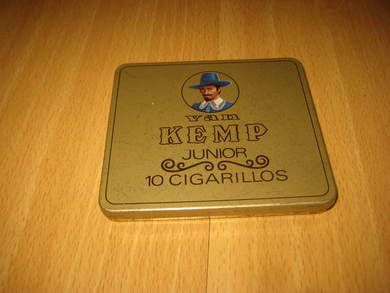 van
KEMP
JUNIOR
10 CIGARILLOS